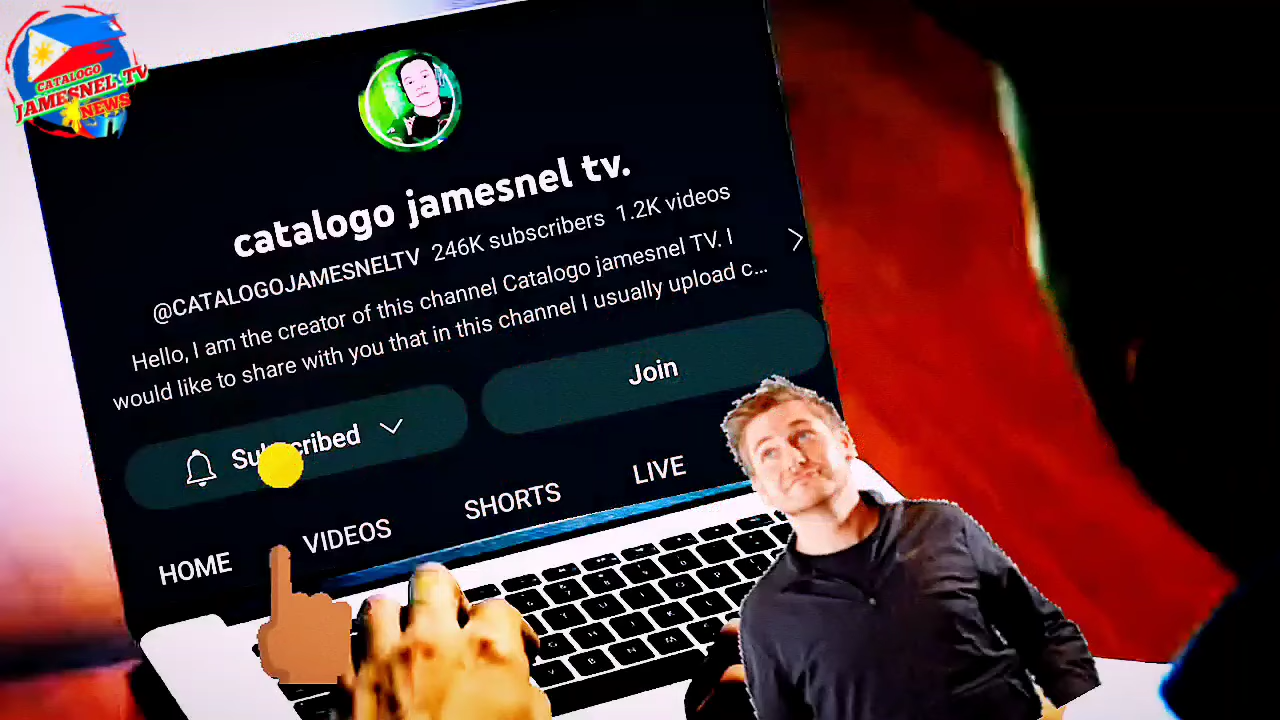 CATALOGO
JAMESNEL.TV
NEWS
catalogo jamesnel tv.
@CATALOGOJAMESNELTV 246K subscribers 1.2K videos
Hello, I am the creator of this channel Catalogo jamesnel TV. I
would like to share with you that in this channel I usually upload c...
Subscribed
Join
HOME VIDEOS SHORTS LIVE